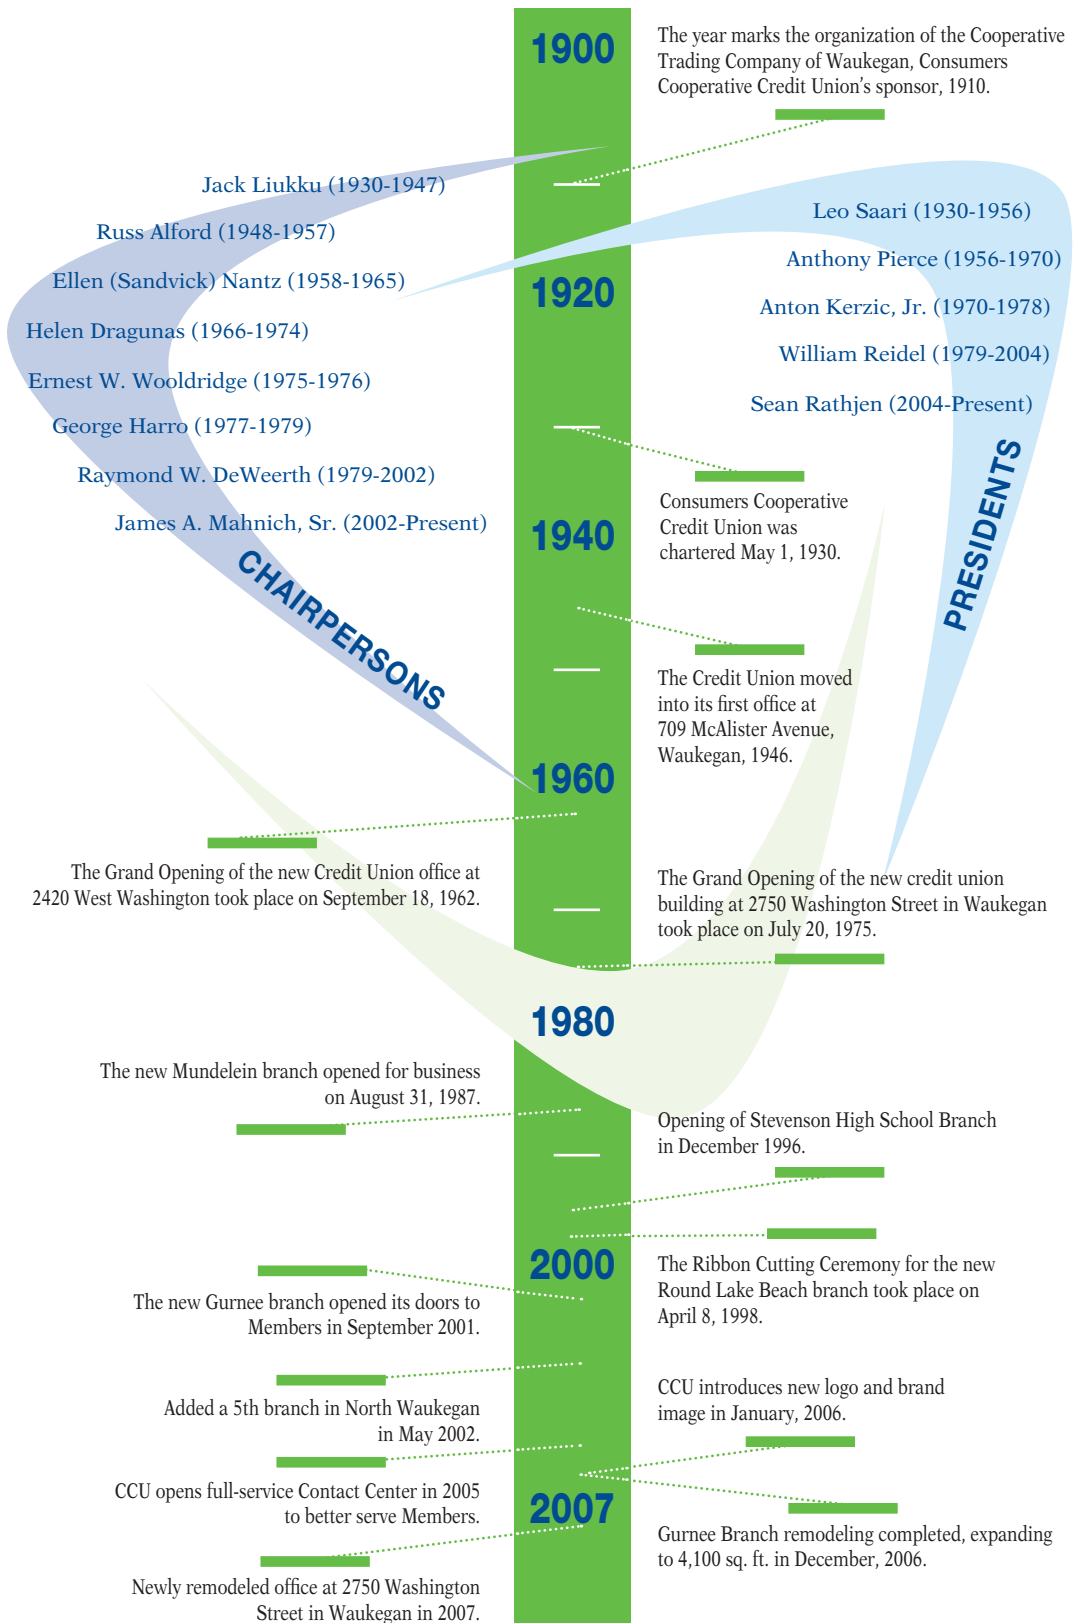 1900
The year marks the organization of the Cooperative
Trading Company of Waukegan, Consumers
Cooperative Credit Union's sponsor, 1910.
Jack Liukku (1930-1947)
Russ Alford (1948-1957)
Ellen (Sandvick) Nantz (1958-1965)
Helen Dragunas (1966-1974)
Ernest W. Wooldridge (1975-1976)
George Harro (1977-1979)
Raymond W. DeWeerth (1979-2002)
James A. Mahnich, Sr. (2002-Present)
CHAIRPERSONS
Leo Saari (1930-1956)
Anthony Pierce (1956-1970)
Anton Kerzic, Jr. (1970-1978)
William Reidel (1979-2004)
Sean Rathjen (2004-Present)
PRESIDENTS
1920
Consumers Cooperative
Credit Union was
chartered May 1, 1930.
1940
The Credit Union moved
into its first office at
709 McAlister Avenue,
Waukegan, 1946.
1960
The Grand Opening of the new Credit Union office at
2420 West Washington took place on September 18, 1962.
The Grand Opening of the new credit union
building at 2750 Washington Street in Waukegan
took place on July 20, 1975.
1980
The new Mundelein branch opened for business
on August 31, 1987.
Opening of Stevenson High School Branch
in December 1996.
2000
The Ribbon Cutting Ceremony for the new
Round Lake Beach branch took place on
April 8, 1998.
The new Gurnee branch opened its doors to
Members in September 2001.
Added a 5th branch in North Waukegan
in May 2002.
CCU introduces new logo and brand
image in January, 2006.
CCU opens full-service Contact Center in 2005
to better serve Members.
2007
Gurnee Branch remodeling completed, expanding
to 4,100 sq. ft. in December, 2006.
Newly remodeled office at 2750 Washington
Street in Waukegan in 2007.